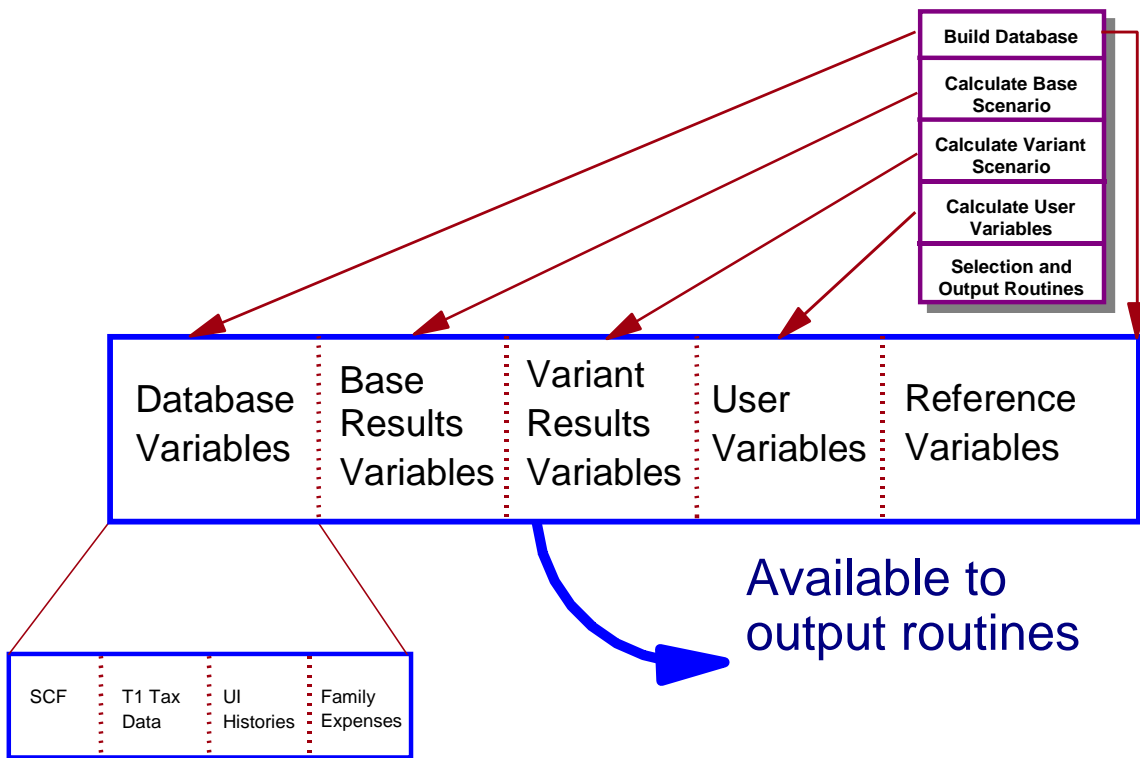 Build Database
Calculate Base
Scenario
Calculate Variant
Scenario
Calculate User
Variables
Selection and
Output Routines
Database
Variables
Base
Results
Variables
Variant
Results
Variables
User
Variables
Reference
Variables
Available to
output routines
SCF
T1 Tax
Data
UI
Histories
Family
Expenses